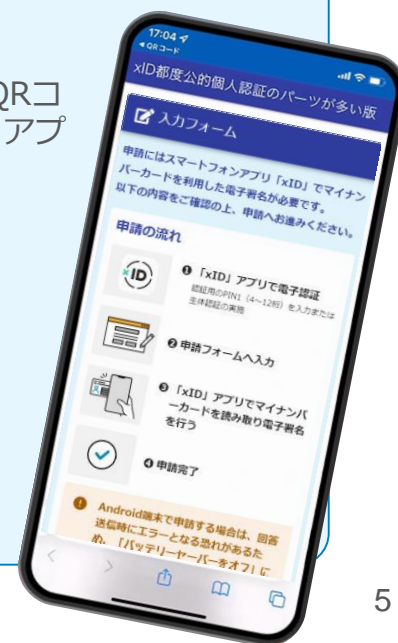 QRコ
アプ
17:04
◀ QRコード
xID都度公的個人認証のパーツが多い版
入力フォーム
申請にはスマートフォンアプリ「xID」でマイナン
バーカードを利用した電子署名が必要です。
以下の内容をご確認の上、申請へお進みください。
申請の流れ
xID
❶ 「xID」アプリで電子認証
認証用のPIN1（4〜12桁）を入力または
生体認証の実施
❷ 申請フォームへ入力
❸ 「xID」アプリでマイナンバ
ーカードを読み取り電子署名
を行う
❹ 申請完了
Android端末で申請する場合は、回答
送信時にエラーとなる恐れがあるた
め、「バッテリーセーバーをオフ」に
5